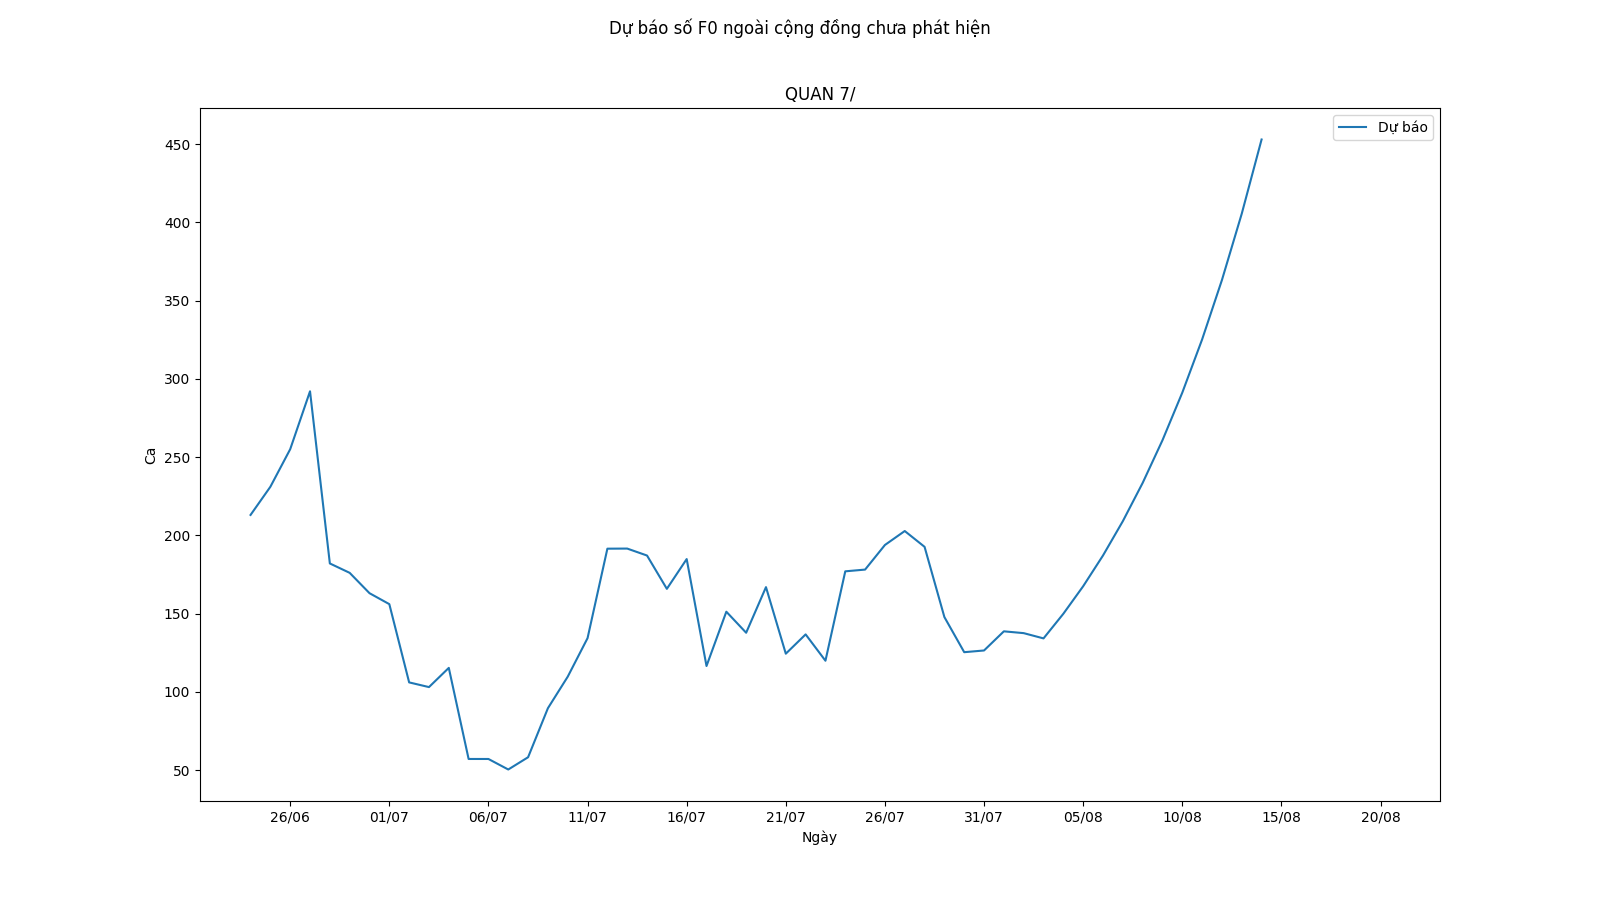 Dự báo số F0 ngoài cộng đồng chưa phát hiện
QUAN 7/
Dự báo
450
400
350
300
250
200
150
100
50
Ca
26/06 01/07 06/07 11/07 16/07 21/07 26/07 31/07 05/08 10/08 15/08 20/08
Ngày